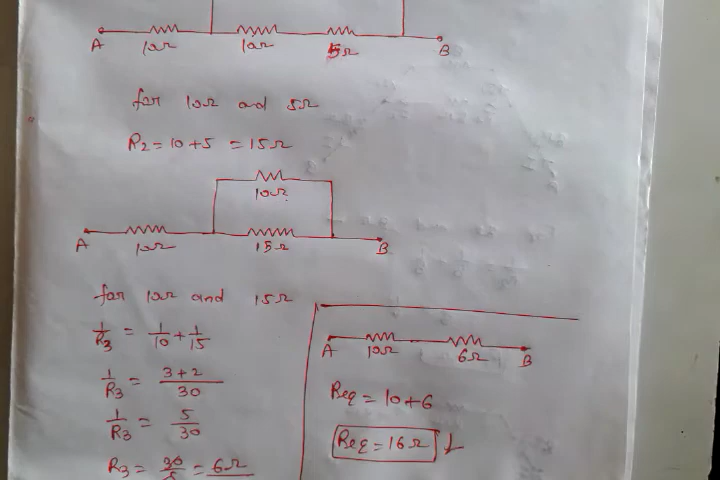 A 10Ω 10Ω 5Ω B
for 10Ω and 5Ω
R2 = 10+5 = 15Ω
10Ω
A 10Ω 15Ω B
for 10Ω and 15Ω
1/R3 = 1/10 + 1/15
1/R3 = 3+2/30
1/R3 = 5/30
R3 = 30/5 = 6Ω
A 10Ω 6Ω B
Req = 10+6
Req = 16Ω